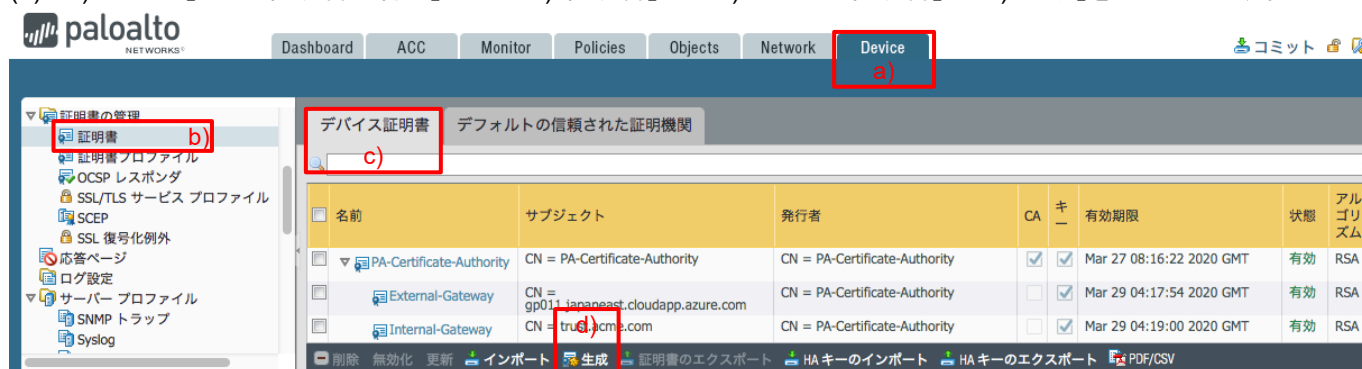 paloalto
NETWORKS®
Dashboard ACC Monitor Policies Objects Network Device コミット
a)
証明書の管理
証明書 b)
証明書プロファイル
OCSP レスポンダ
SSL/TLS サービス プロファイル
SCEP
SSL 復号化例外
応答ページ
ログ設定
サーバー プロファイル
SNMP トラップ
Syslog
デバイス証明書 デフォルトの信頼された証明機関
c)
名前 サブジェクト 発行者 CA キー 有効期限 状態 アルゴリズム
PA-Certificate-Authority CN = PA-Certificate-Authority CN = PA-Certificate-Authority Mar 27 08:16:22 2020 GMT 有効 RSA
External-Gateway CN = gp011.japaneast.cloudapp.azure.com CN = PA-Certificate-Authority Mar 29 04:17:54 2020 GMT 有効 RSA
Internal-Gateway CN = trust.acme.com CN = PA-Certificate-Authority Mar 29 04:19:00 2020 GMT 有効 RSA
d)
削除 無効化 更新 インポート 生成 証明書のエクスポート HA キーのインポート HA キーのエクスポート PDF/CSV